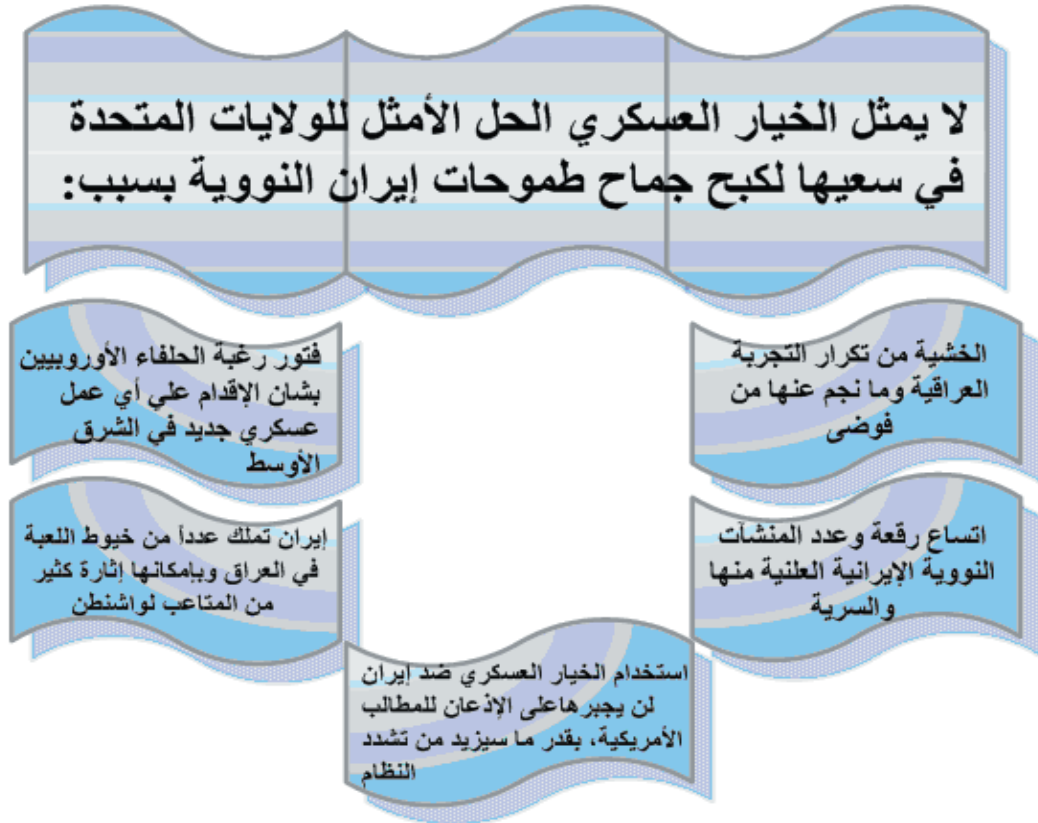 لا يمثل الخيار العسكري الحل الأمثل للولايات المتحدة
في سعيها لكبح جماح طموحات إيران النووية بسبب:
الخشية من تكرار التجربة
العراقية وما نجم عنها من
فوضى
فتور رغبة الحلفاء الأوروبيين
بشان الإقدام علي أي عمل
عسكري جديد في الشرق
الأوسط
اتساع رقعة وعدد المنشآت
النووية الإيرانية العلنية منها
والسرية
إيران تملك عدداً من خيوط اللعبة
في العراق وبإمكانها إثارة كثير
من المتاعب لواشنطن
استخدام الخيار العسكري ضد إيران
لن يجبرهاعلى الإذعان للمطالب
الأمريكية، بقدر ما سيزيد من تشدد
النظام